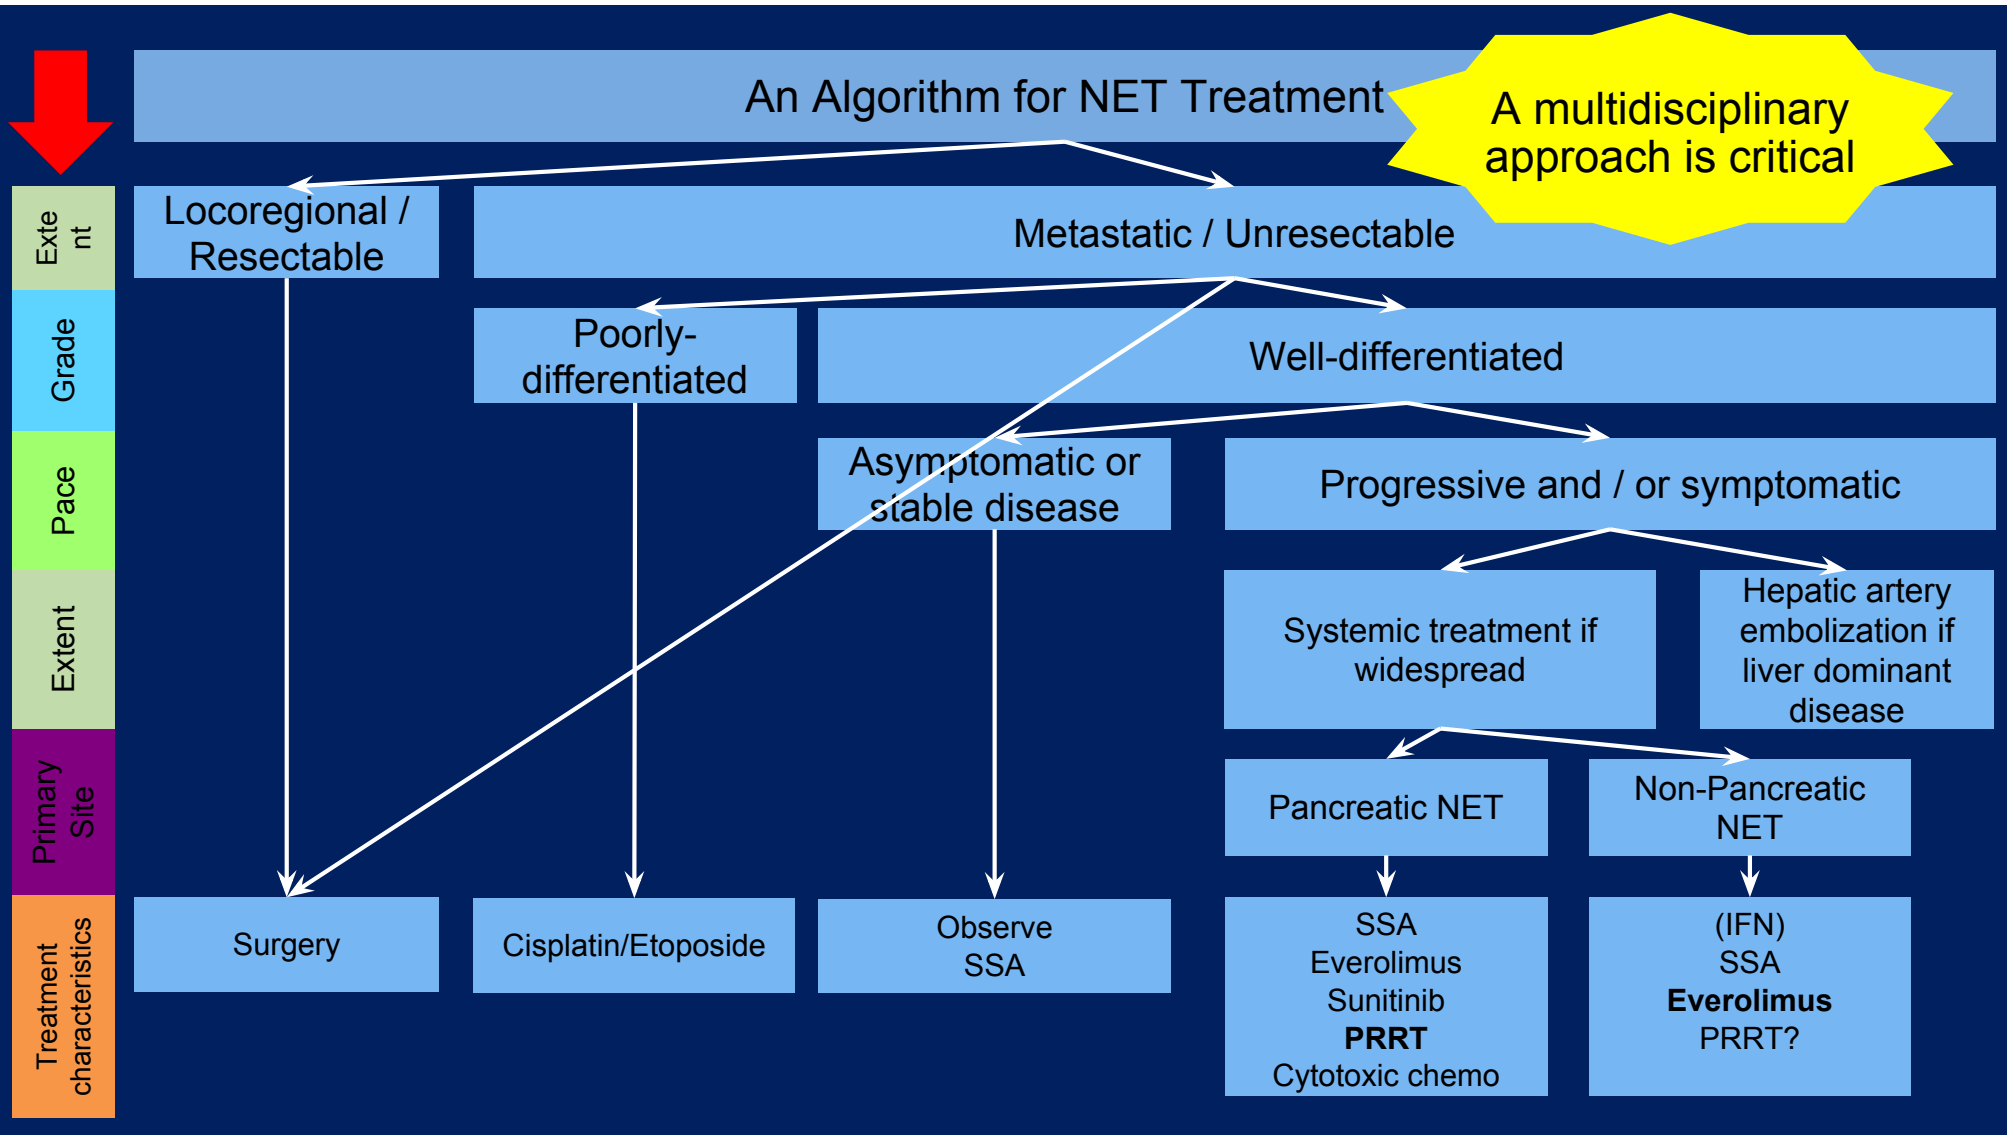 An Algorithm for NET Treatment
A multidisciplinary
approach is critical
Exte
nt
Locoregional /
Resectable
Metastatic / Unresectable
Grade
Poorly-
differentiated
Well-differentiated
Pace
Asymptomatic or
stable disease
Progressive and / or symptomatic
Extent
Systemic treatment if
widespread
Hepatic artery
embolization if
liver dominant
disease
Primary
Site
Pancreatic NET
Non-Pancreatic
NET
Treatment
characteristics
Surgery
Cisplatin/Etoposide
Observe
SSA
SSA
Everolimus
Sunitinib
PRRT
Cytotoxic chemo
(IFN)
SSA
Everolimus
PRRT?